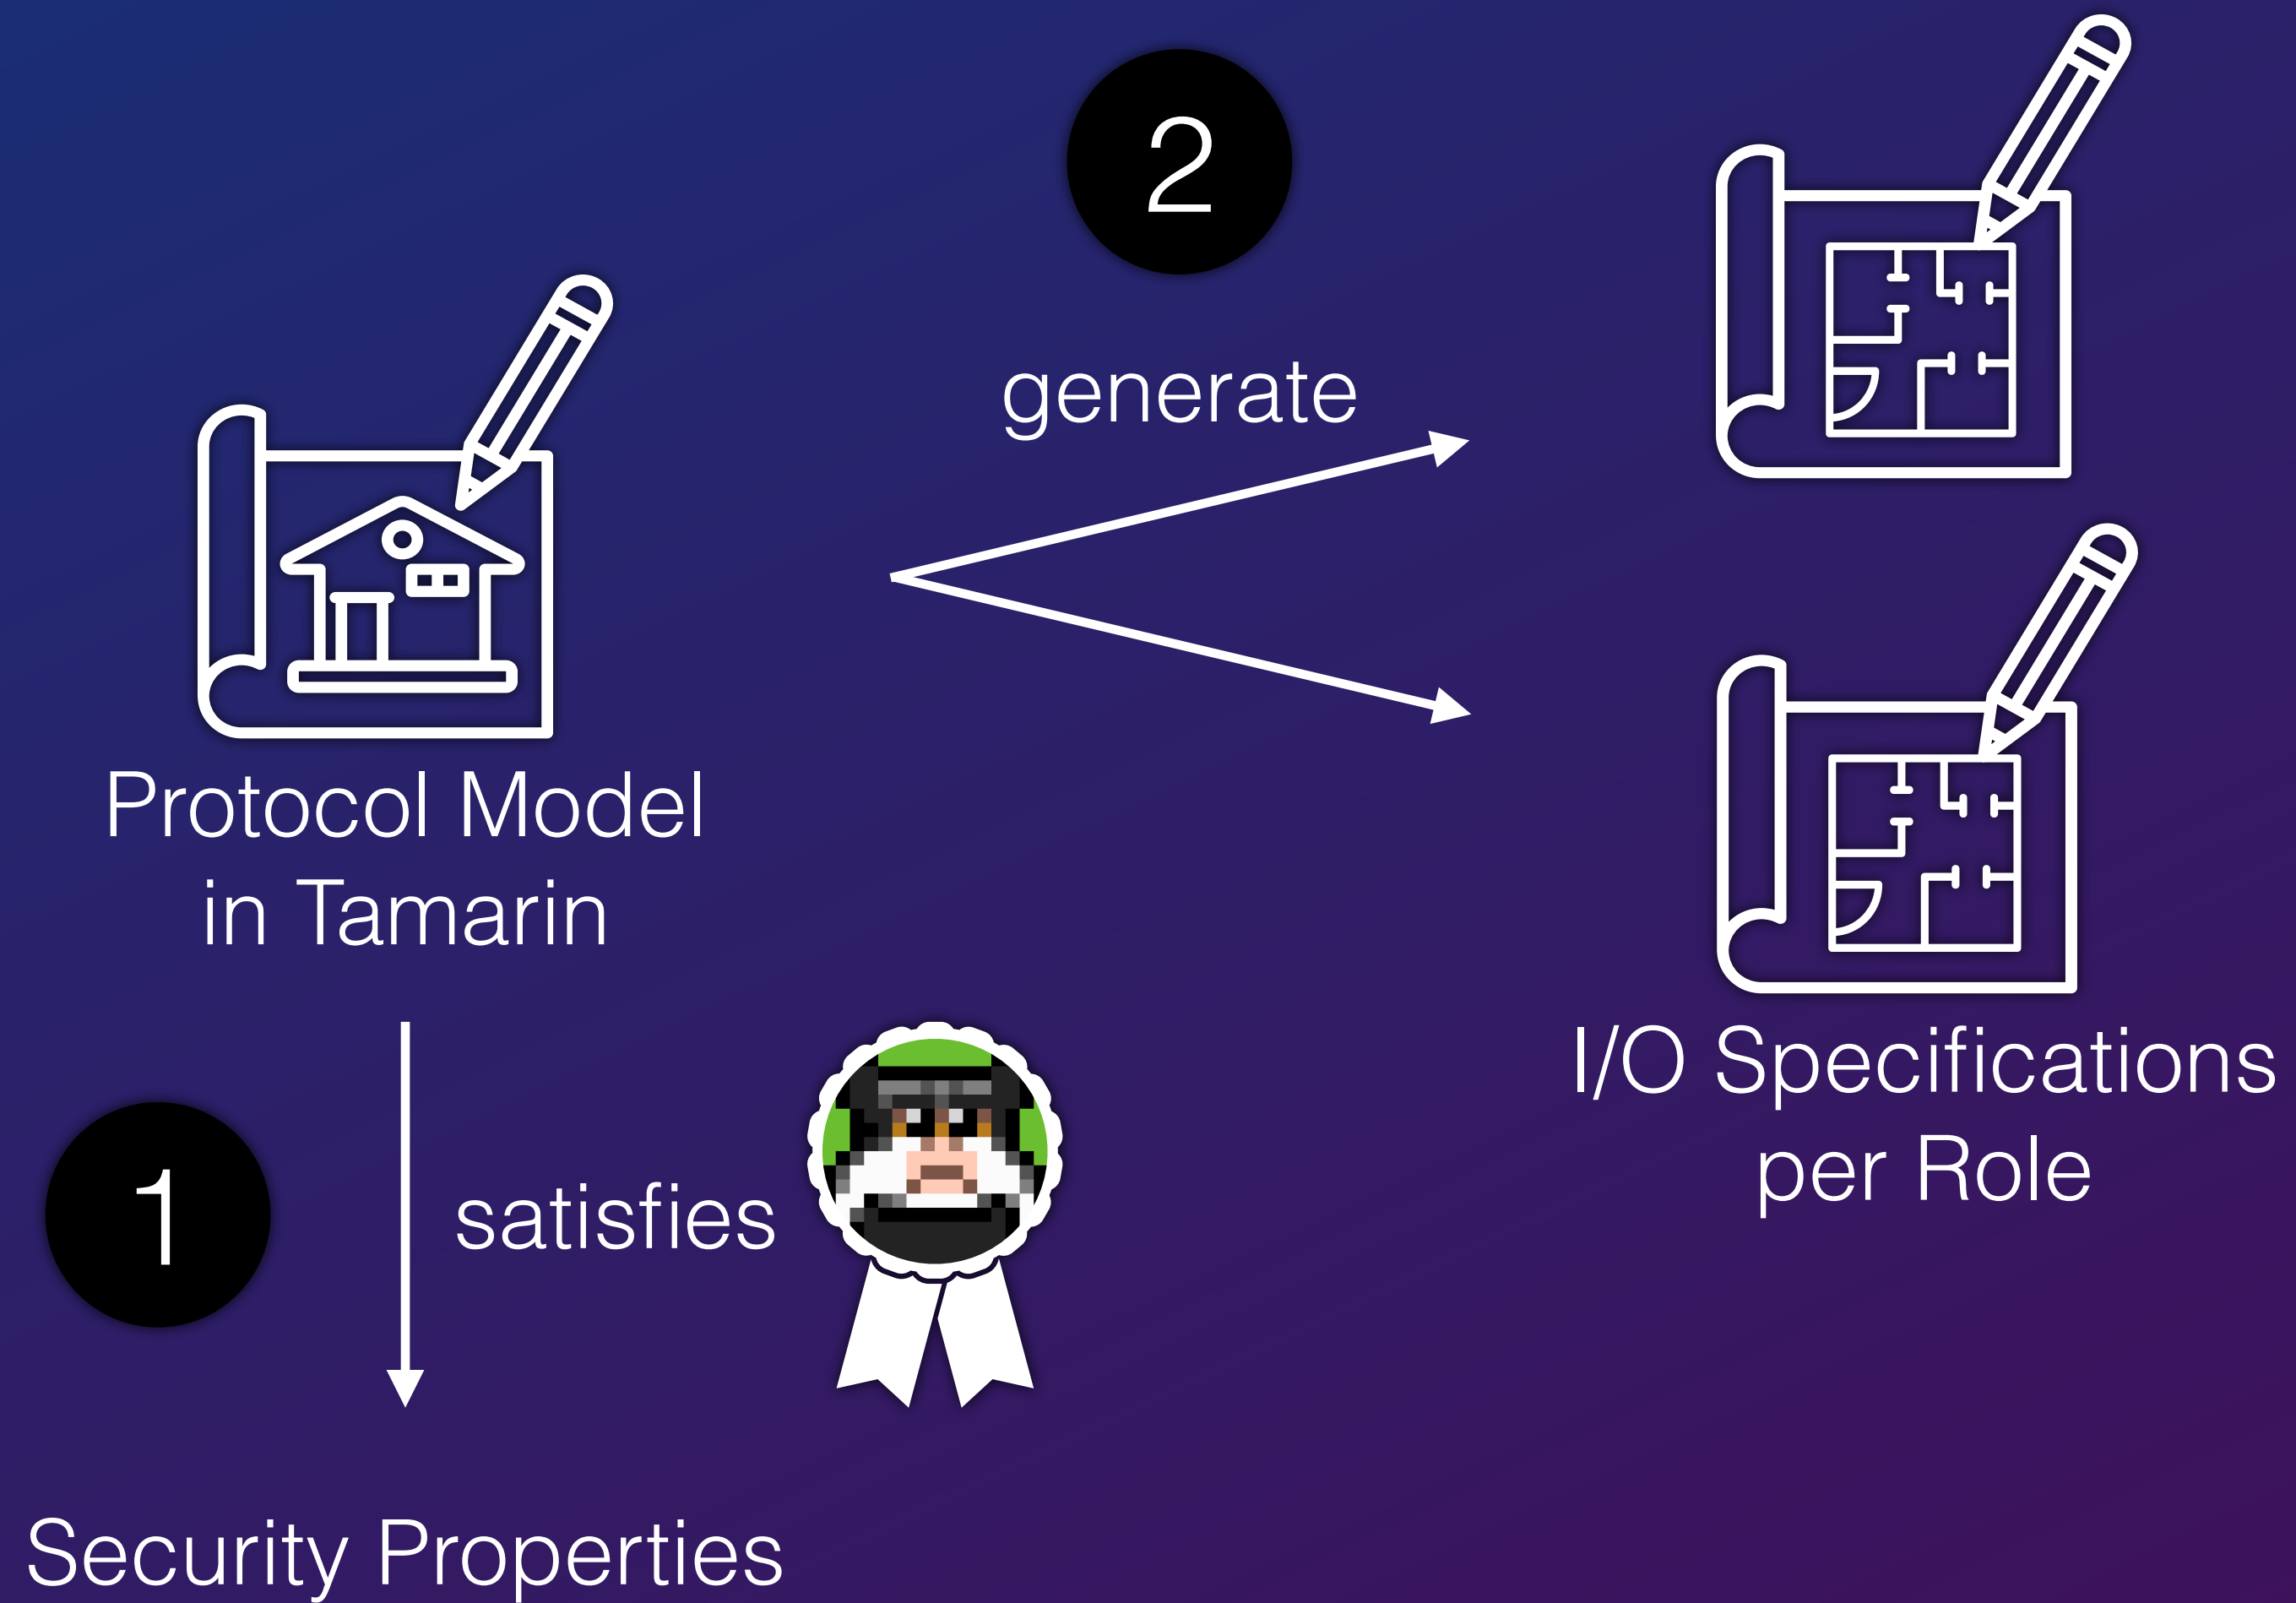 2
generate
Protocol Model
in Tamarin
I/O Specifications
per Role
1
satisfies
Security Properties